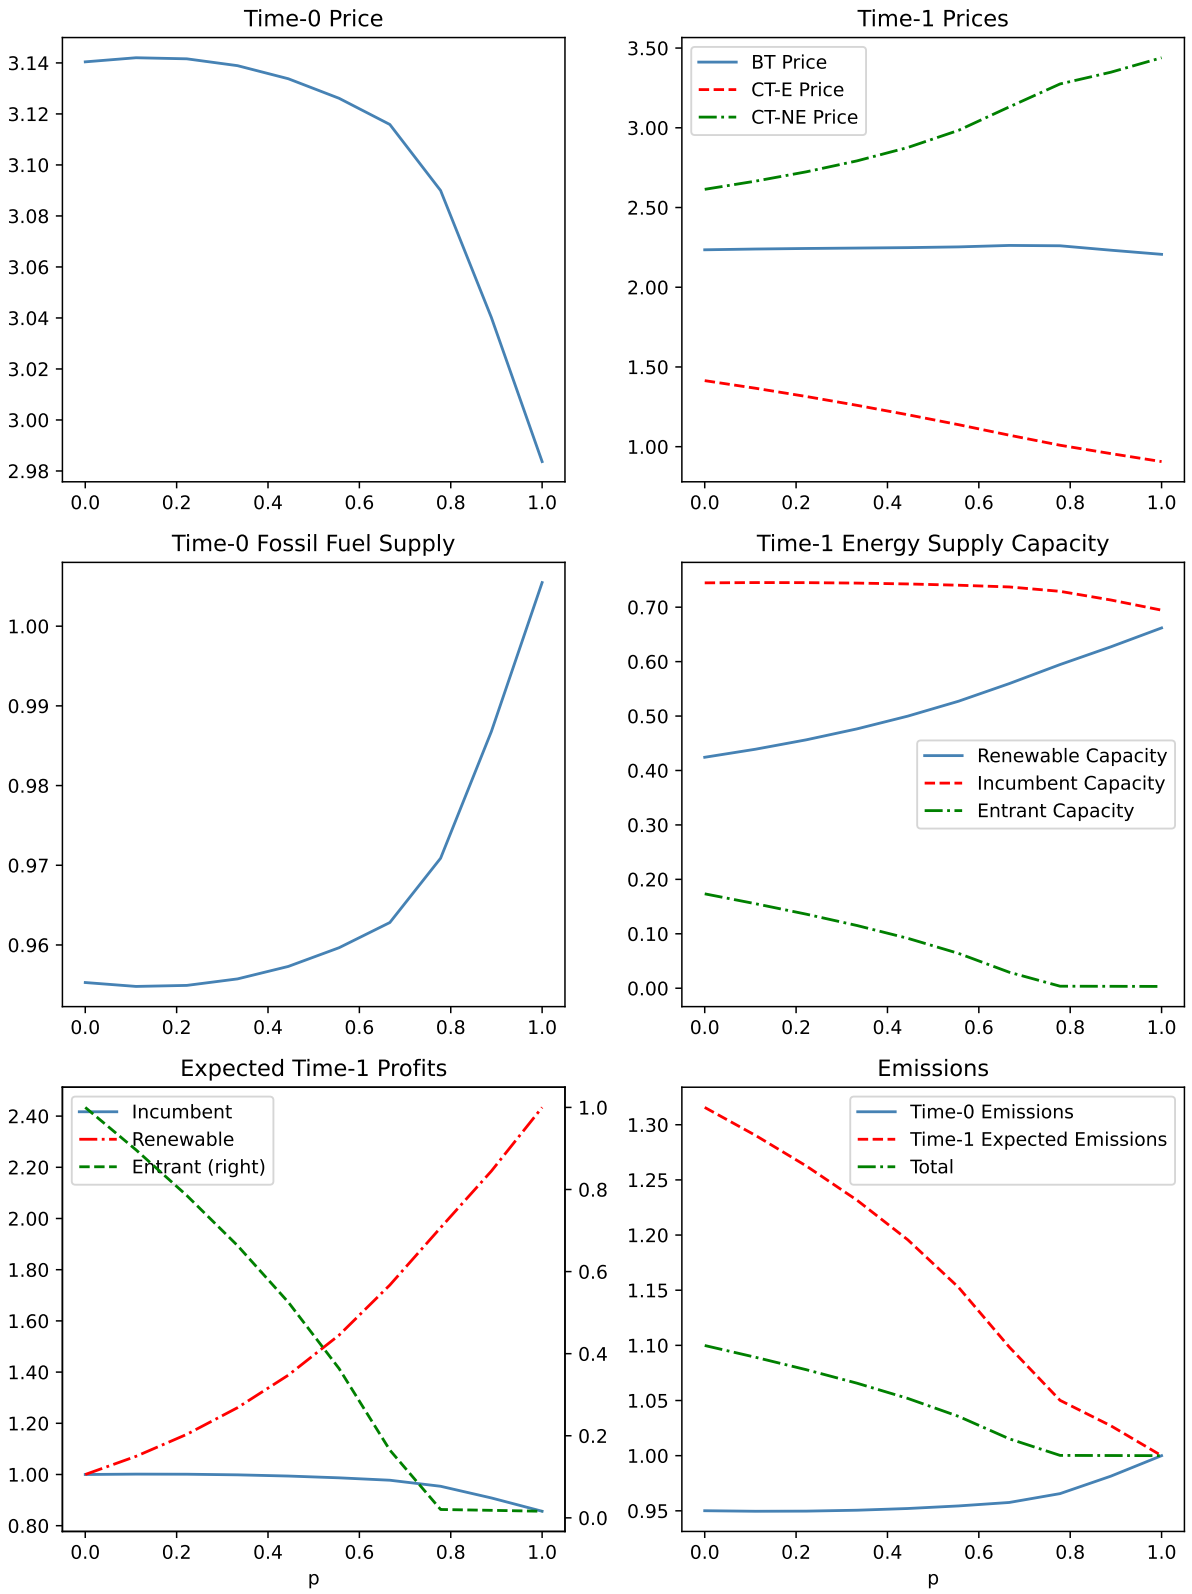 Time-0 Price
3.14
3.12
3.10
3.08
3.06
3.04
3.02
3.00
2.98
0.0 0.2 0.4 0.6 0.8 1.0
Time-1 Prices
3.50
3.00
2.50
2.00
1.50
1.00
BT Price
CT-E Price
CT-NE Price
0.0 0.2 0.4 0.6 0.8 1.0
Time-0 Fossil Fuel Supply
1.00
0.99
0.98
0.97
0.96
0.0 0.2 0.4 0.6 0.8 1.0
Time-1 Energy Supply Capacity
0.70
0.60
0.50
0.40
0.30
0.20
0.10
0.00
Renewable Capacity
Incumbent Capacity
Entrant Capacity
0.0 0.2 0.4 0.6 0.8 1.0
Expected Time-1 Profits
2.40
2.20
2.00
1.80
1.60
1.40
1.20
1.00
0.80
Incumbent
Renewable
Entrant (right)
1.0
0.8
0.6
0.4
0.2
0.0
0.0 0.2 0.4 0.6 0.8 1.0
p
Emissions
1.30
1.25
1.20
1.15
1.10
1.05
1.00
0.95
Time-0 Emissions
Time-1 Expected Emissions
Total
0.0 0.2 0.4 0.6 0.8 1.0
p